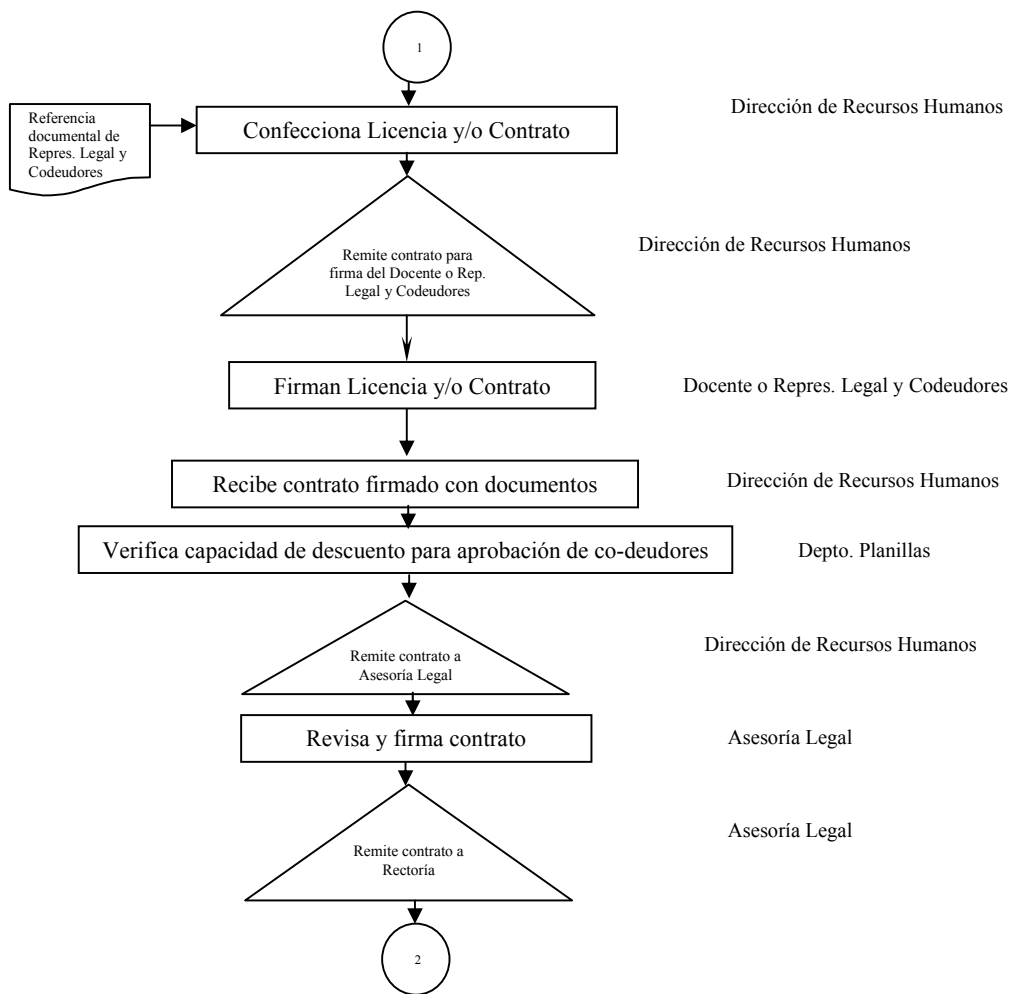 1
Dirección de Recursos Humanos
Referencia
documental de
Repres. Legal y
Codeudores
Confecciona Licencia y/o Contrato
Remite contrato para
firma del Docente o Rep.
Legal y Codeudores
Dirección de Recursos Humanos
Firman Licencia y/o Contrato
Docente o Repres. Legal y Codeudores
Recibe contrato firmado con documentos
Dirección de Recursos Humanos
Verifica capacidad de descuento para aprobación de co-deudores
Depto. Planillas
Remite contrato a
Asesoría Legal
Dirección de Recursos Humanos
Revisa y firma contrato
Asesoría Legal
Remite contrato a
Rectoría
Asesoría Legal
2